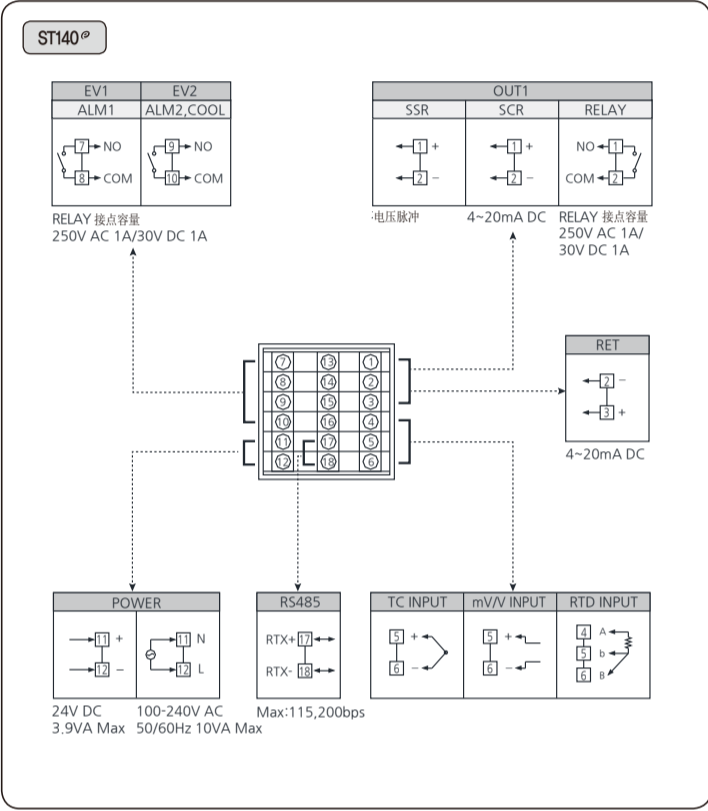 ST140
EV1 EV2
ALM1 ALM2,COOL
7 NO 9 NO
8 COM 10 COM
RELAY 接点容量
250V AC 1A/30V DC 1A
OUT1
SSR SCR RELAY
1 + 1 + NO 1
2 − 2 − COM 2
电压脉冲 4~20mA DC RELAY 接点容量
250V AC 1A/
30V DC 1A
7 13 1
8 14 2
9 15 3
10 16 4
11 17 5
12 18 6
RET
2 −
3 +
4~20mA DC
POWER
11 + 11 N
12 − 12 L
24V DC 100-240V AC
3.9VA Max 50/60Hz 10VA Max
RS485
RTX+ 17
RTX- 18
Max:115,200bps
TC INPUT mV/V INPUT RTD INPUT
5 + 5 + 4 A
6 − 6 − 5 b
6 B